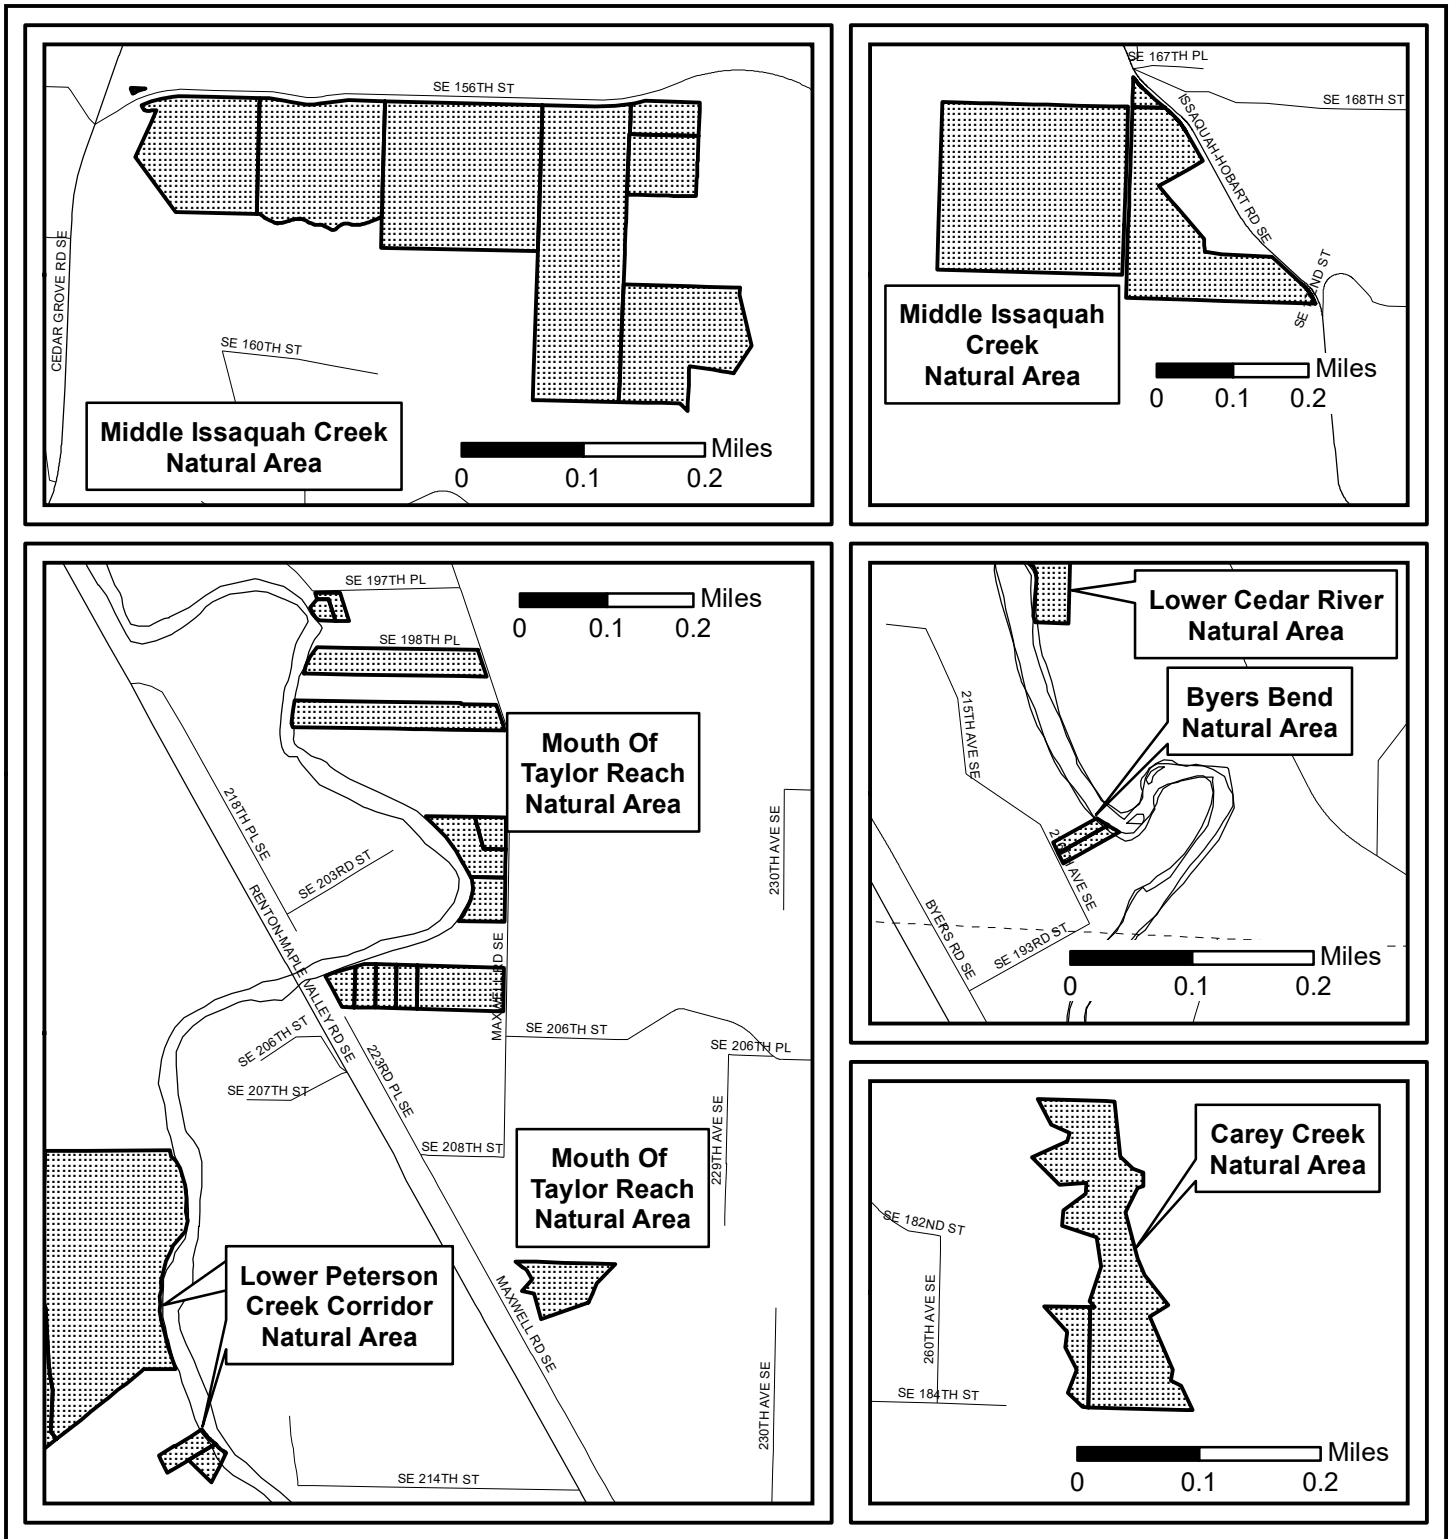 SE 156TH ST
CEDAR GROVE RD SE
SE 160TH ST
Middle Issaquah Creek
Natural Area
Miles
0 0.1 0.2
SE 167TH PL
SE 168TH ST
ISSAQUAH-HOBART RD SE
SE
ND ST
Middle Issaquah
Creek
Natural Area
Miles
0 0.1 0.2
SE 197TH PL
Miles
0 0.1 0.2
SE 198TH PL
Mouth Of
Taylor Reach
Natural Area
218TH PL SE
SE 203RD ST
230TH AVE SE
RENTON-MAPLE VALLEY RD SE
MAXWELL RD SE
SE 206TH ST
SE 206TH ST
SE 206TH PL
223RD PL SE
SE 207TH ST
SE 208TH ST
229TH AVE SE
Mouth Of
Taylor Reach
Natural Area
Lower Peterson
Creek Corridor
Natural Area
MAXWELL RD SE
230TH AVE SE
SE 214TH ST
Lower Cedar River
Natural Area
Byers Bend
Natural Area
215TH AVE SE
AVE SE
BYERS RD SE
SE 193RD ST
Miles
0 0.1 0.2
Carey Creek
Natural Area
SE 182ND ST
260TH AVE SE
SE 184TH ST
Miles
0 0.1 0.2